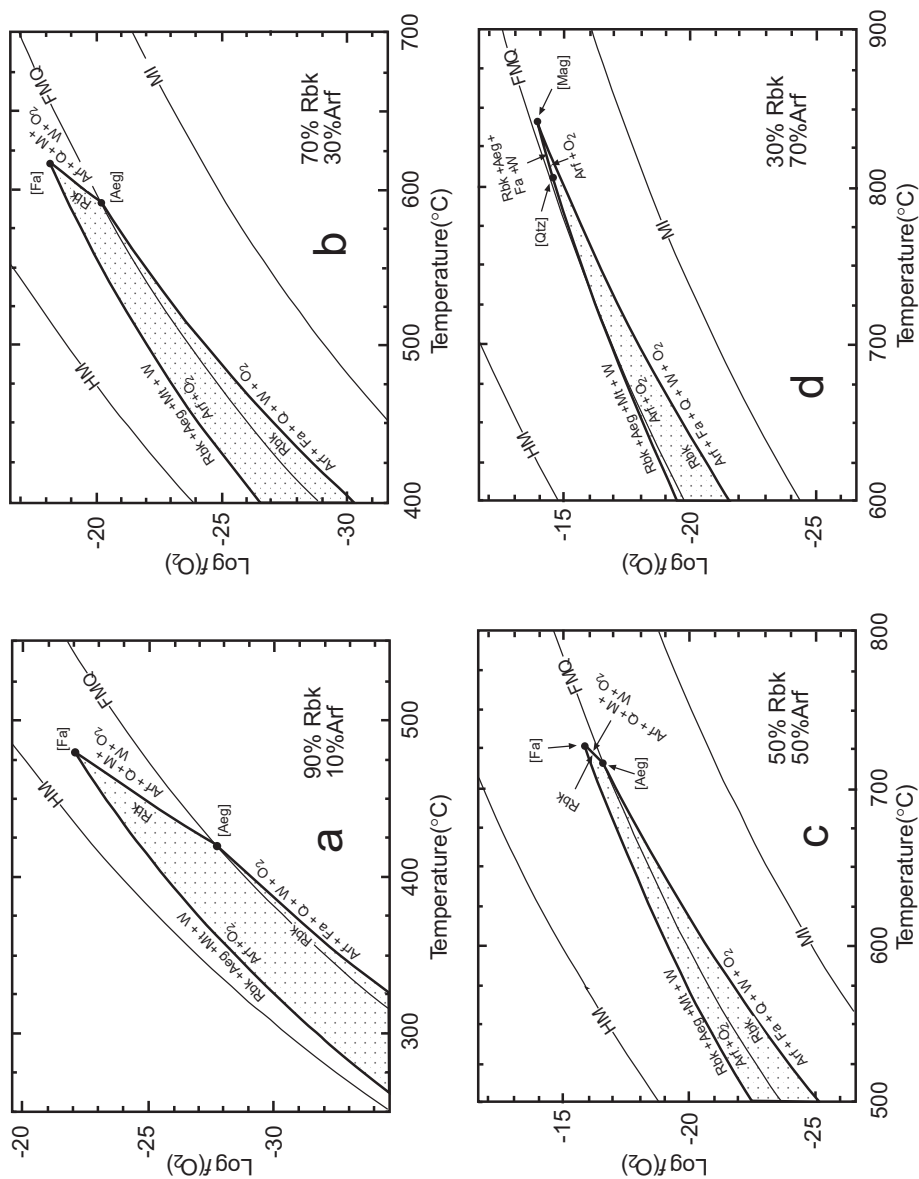 -20
-25
-30
Log f(O₂)
300
400
500
Temperature(°C)
HM
FMQ
[Fa]
[Aeg]
Arf + Q + M+
W + O₂
Rbk
Rbk + Aeg + Mt + W
Arf + O₂
Rbk
Arf + Fa + Q + W + O₂
90% Rbk
10%Arf
a
-20
-25
-30
Log f(O₂)
400
500
600
700
Temperature(°C)
HM
FMQ
MI
[Fa]
[Aeg]
Arf + Q + M+
W + O₂
Rbk
Rbk + Aeg +Mt + W
Arf + O₂
Rbk
Arf + Fa + Q + W + O₂
70% Rbk
30%Arf
b
-15
-20
-25
Log f(O₂)
500
600
700
800
Temperature(°C)
HM
FMQ
MI
[Fa]
[Aeg]
Arf + Q + M+
W + O₂
Rbk
Rbk + Aeg +Mt + W
Arf + O₂
Rbk
Arf + Fa + Q + W + O₂
50% Rbk
50%Arf
c
-15
-20
-25
Log f(O₂)
600
700
800
900
Temperature(°C)
HM
FMQ
MI
[Mag]
[Qtz]
Rbk +Aeg+
Fa +W
Arf + O₂
Rbk + Aeg +Mt + W
Arf + O₂
Rbk
Arf + Fa + Q + W + O₂
30% Rbk
70%Arf
d